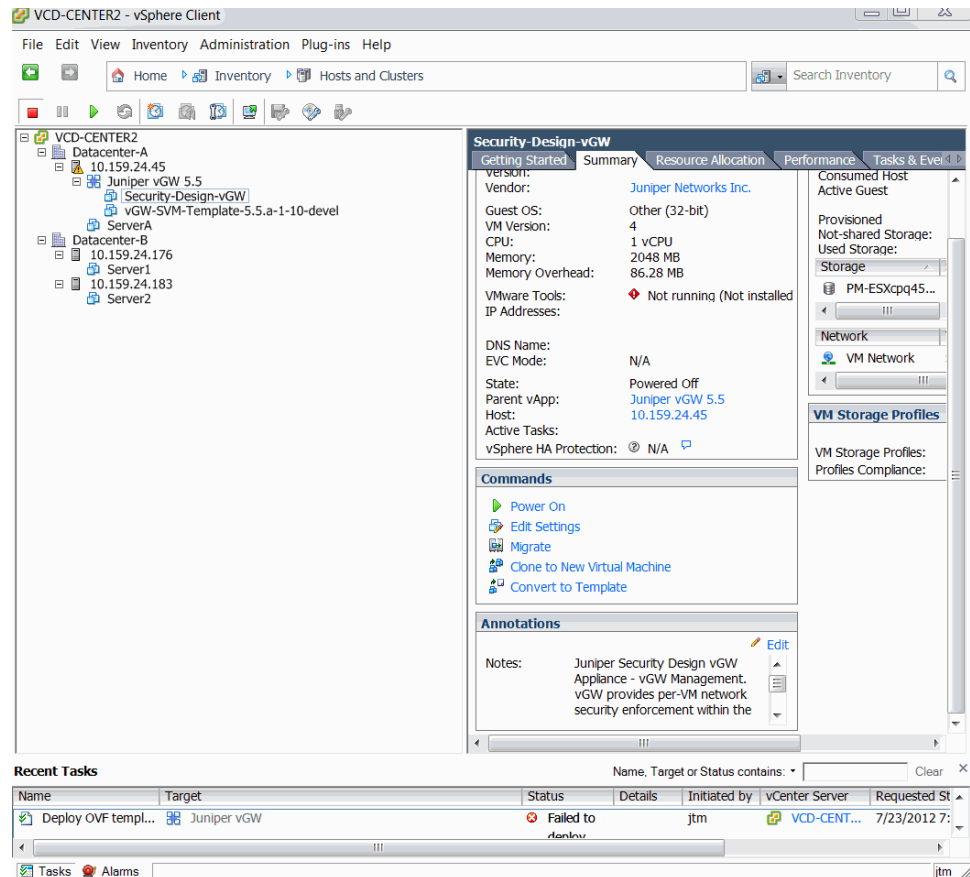 VCD-CENTER2 - vSphere Client
File Edit View Inventory Administration Plug-ins Help
Home Inventory Hosts and Clusters
Search Inventory
VCD-CENTER2
Datacenter-A
10.159.24.45
Juniper vGW 5.5
Security-Design-vGW
vGW-SVM-Template-5.5.a-1-10-devel
ServerA
Datacenter-B
10.159.24.176
Server1
10.159.24.183
Server2
Security-Design-vGW
Getting Started Summary Resource Allocation Performance Tasks & Eve
Version:
Vendor: Juniper Networks Inc.
Guest OS: Other (32-bit)
VM Version: 4
CPU: 1 vCPU
Memory: 2048 MB
Memory Overhead: 86.28 MB
VMware Tools: Not running (Not installed
IP Addresses:
DNS Name:
EVC Mode: N/A
State: Powered Off
Parent vApp: Juniper vGW 5.5
Host: 10.159.24.45
Active Tasks:
vSphere HA Protection: N/A
Commands
Power On
Edit Settings
Migrate
Clone to New Virtual Machine
Convert to Template
Annotations
Edit
Notes: Juniper Security Design vGW
Appliance - vGW Management.
vGW provides per-VM network
security enforcement within the
Consumed Host
Active Guest
Provisioned
Not-shared Storage:
Used Storage:
Storage
PM-ESXcpq45...
Network
VM Network
VM Storage Profiles
VM Storage Profiles:
Profiles Compliance:
Recent Tasks
Name, Target or Status contains: Clear
Name Target Status Details Initiated by vCenter Server Requested St
Deploy OVF templ... Juniper vGW Failed to jtm VCD-CENT... 7/23/2012 7:
deploy
Tasks Alarms jtm